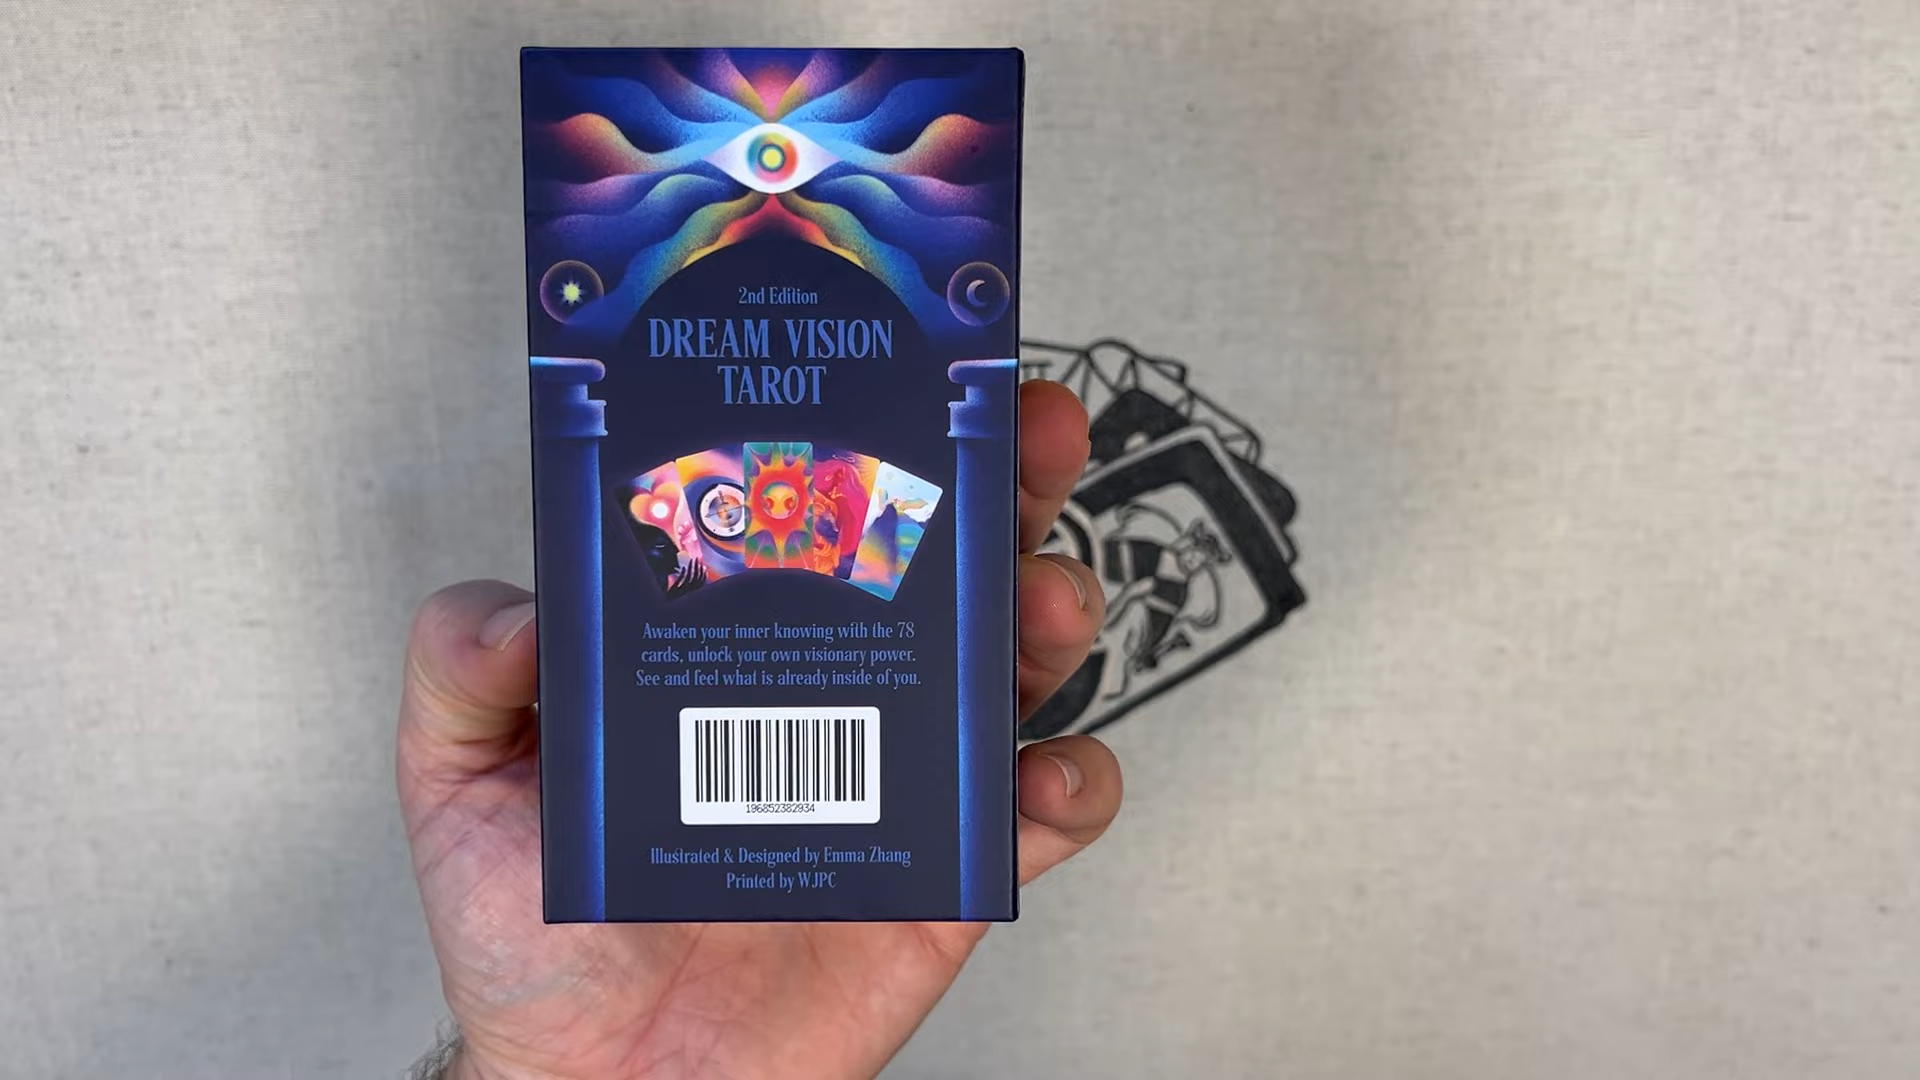 2nd Edition
DREAM VISION
TAROT
Awaken your inner knowing with the 78
cards, unlock your own visionary power.
See and feel what is already inside of you.
196852382934
Illustrated & Designed by Emma Zhang
Printed by WJPC